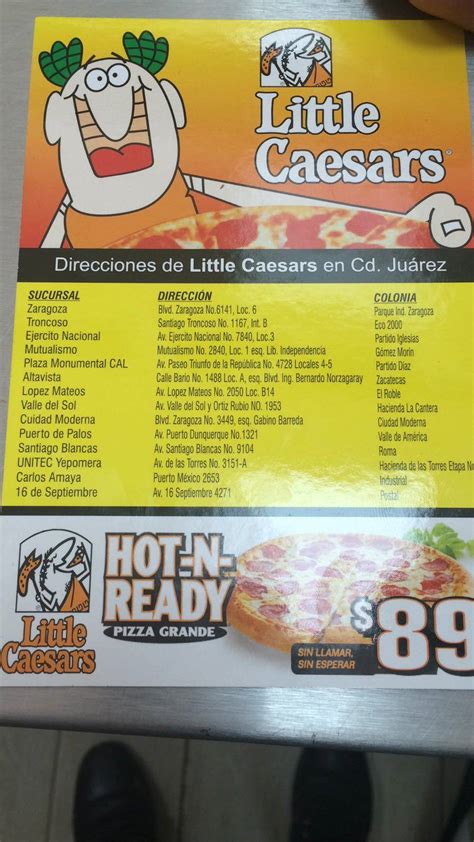 Little
Caesars®
Direcciones de Little Caesars en Cd. Juárez
SUCURSAL DIRECCIÓN COLONIA
Zaragoza Blvd. Zaragoza No.6141, Loc. 6 Parque Ind. Zaragoza
Troncoso Santiago Troncoso No. 1167, Int. B Eco 2000
Ejercito Nacional Av. Ejercito Nacional No. 7840, Loc.3 Partido Iglesias
Mutualismo Mutualismo No. 2840, Loc. 1 esq. Lib. Independencia Gómez Morin
Plaza Monumental CAL Av. Paseo Triunfo de la República No. 4728 Locales 4-5 Partido Díaz
Altavista Calle Bario No. 1488 Loc. A, esq. Blvd. Ing. Bernardo Norzagaray Zacatecas
Lopez Mateos Av. Lopez Mateos No. 2050 Loc. B14 El Roble
Valle del Sol Av. Valle del Sol y Ortiz Rubio NO. 1953 Hacienda La Cantera
Cuidad Moderna Blvd. Zaragoza No. 3449, esq. Gabino Barreda Ciudad Moderna
Puerto de Palos Av. Puerto Dunquerque No.1321 Valle de América
Santiago Blancas Av. Santiago Blancas No. 9104 Roma
UNITEC Yepomera Av. de las Torres No. 3151-A Hacienda de las Torres Etapa
Carlos Amaya Puerto México 2653 Industrial
16 de Septiembre Av. 16 Septiembre 4271 Postal
HOT-N-
READY
PIZZA GRANDE
Little
Caesars
SIN LLAMAR,
SIN ESPERAR
$89